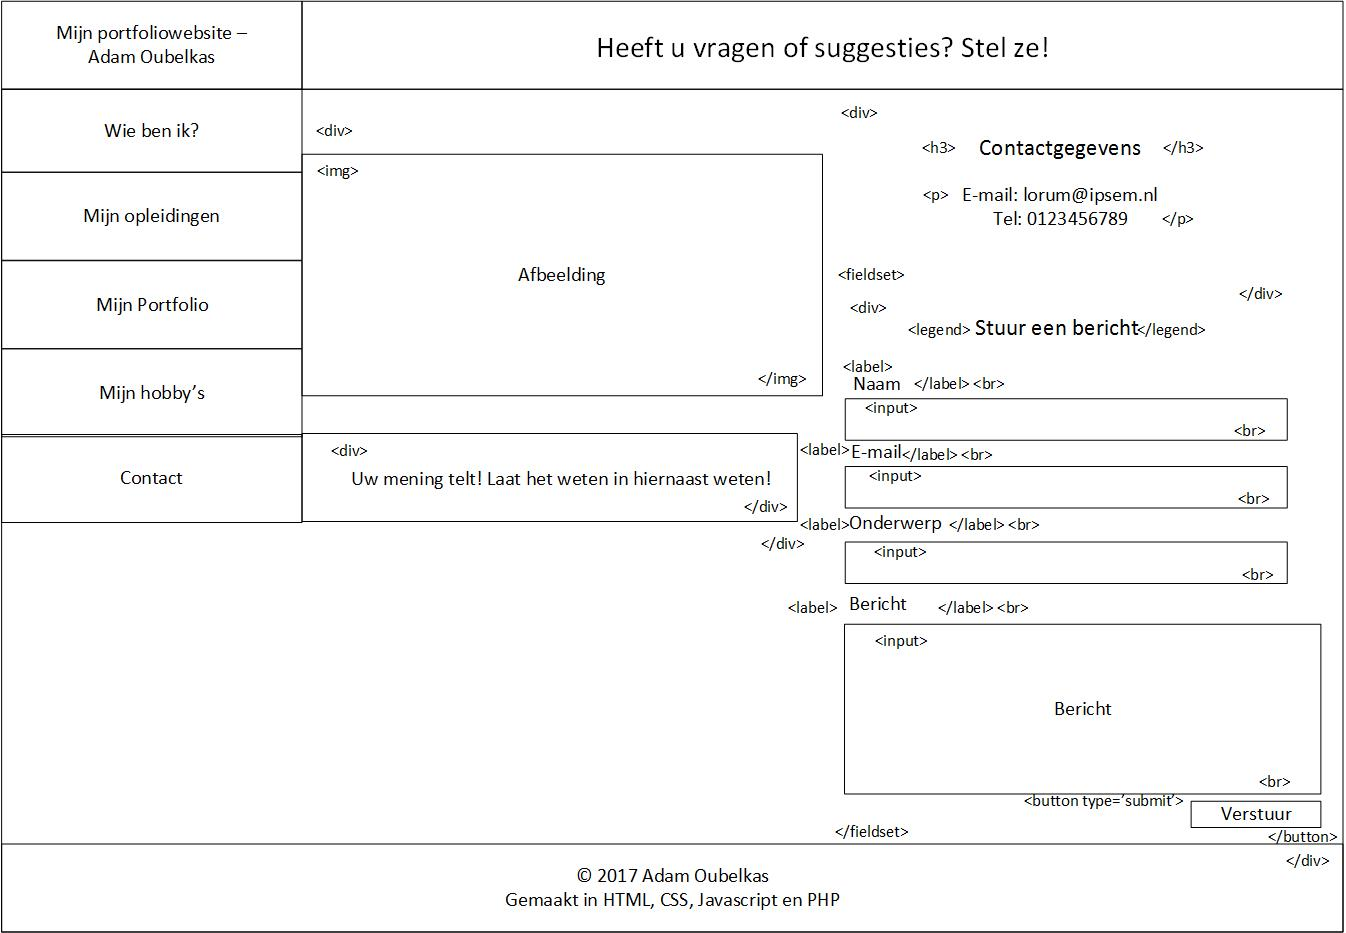 Mijn portfoliowebsite –
Adam Oubelkas
Heeft u vragen of suggesties? Stel ze!
Wie ben ik?
Mijn opleidingen
Mijn Portfolio
Mijn hobby’s
Contact
<div>
<img>
Afbeelding
</img>
<div>
Uw mening telt! Laat het weten in hiernaast weten!
</div>
</div>
<div>
<h3> Contactgegevens </h3>
<p> E-mail: lorum@ipsem.nl
Tel: 0123456789 </p>
<fieldset>
</div>
<div>
<legend> Stuur een bericht</legend>
<label>
Naam </label> <br>
<input>
<br>
<label> E-mail</label> <br>
<input>
<br>
<label> Onderwerp </label> <br>
<input>
<br>
<label> Bericht </label> <br>
<input>
Bericht
<br>
<button type=’submit’>
Verstuur
</fieldset>
</button>
</div>
© 2017 Adam Oubelkas
Gemaakt in HTML, CSS, Javascript en PHP